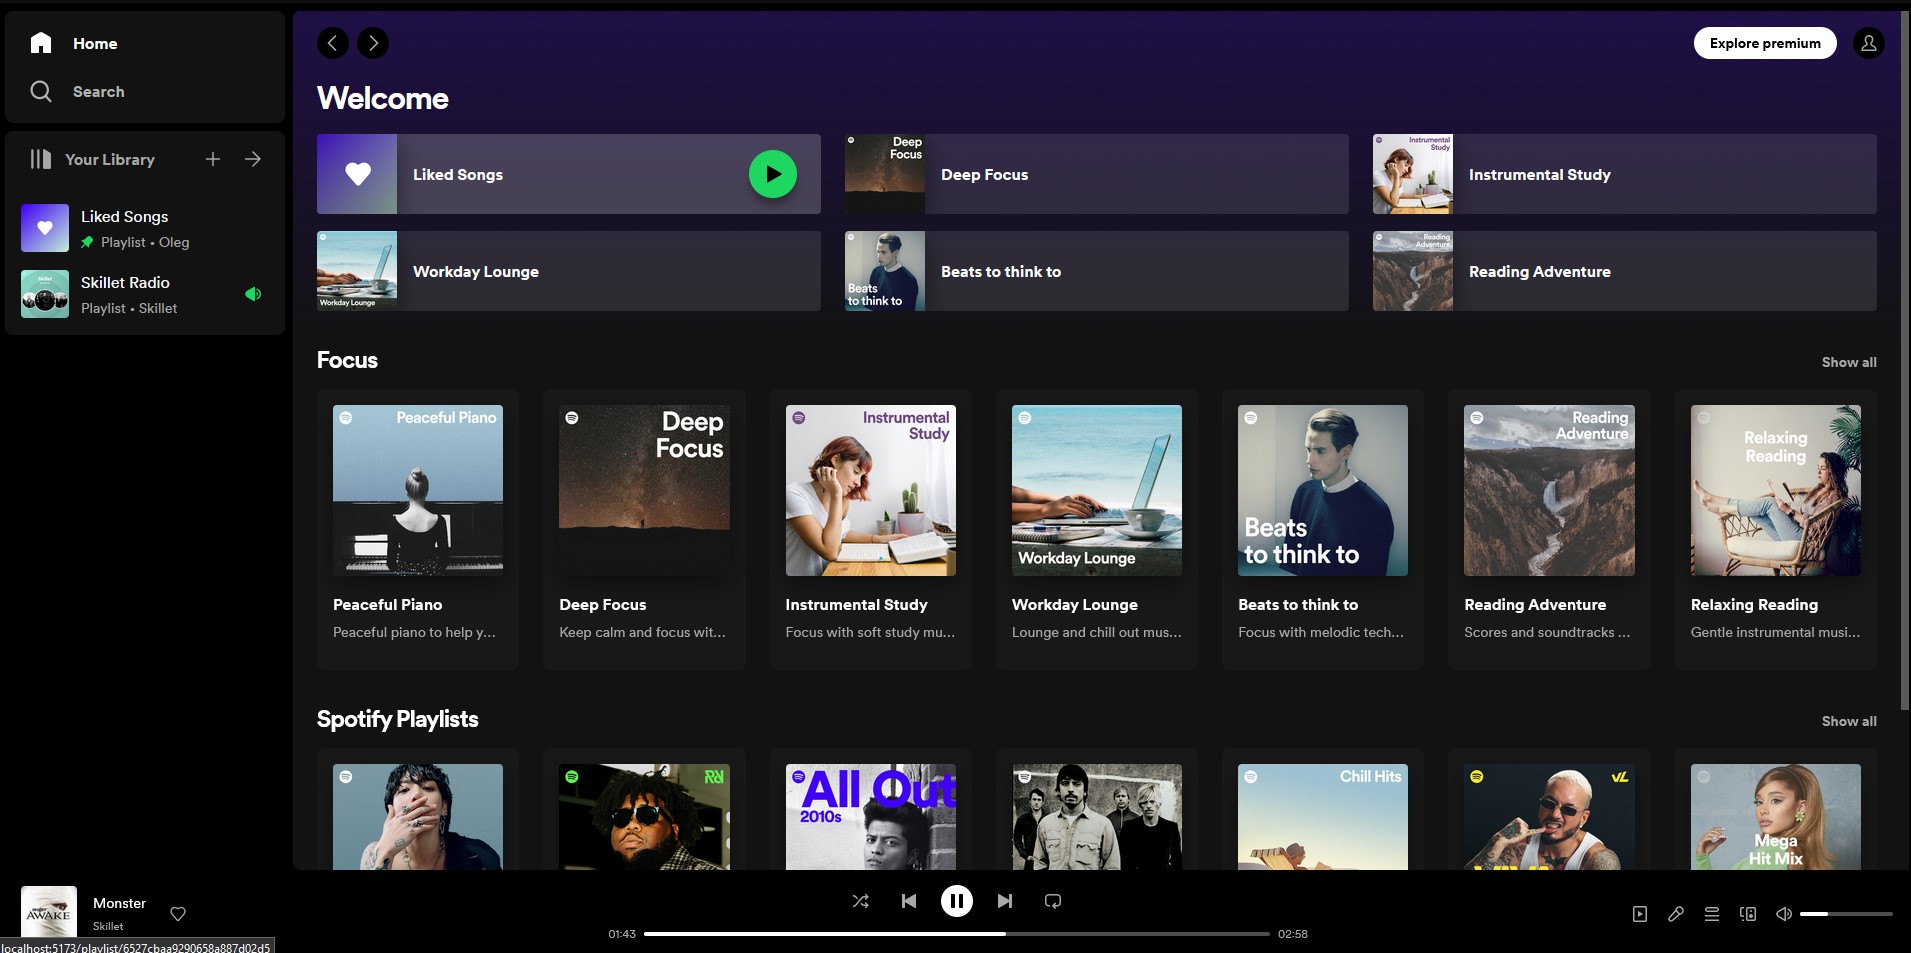 Home
Search
Your Library
Liked Songs
Playlist • Oleg
Skillet Radio
Playlist • Skillet
Explore premium
Welcome
Liked Songs
Deep
Focus
Deep Focus
Instrumental
Study
Instrumental Study
Workday Lounge
Workday Lounge
Beats
to think to
Beats to think to
Reading
Adventure
Reading Adventure
Focus
Show all
Peaceful Piano
Deep
Focus
Instrumental
Study
Workday Lounge
Beats
to think to
Reading
Adventure
Relaxing
Reading
Peaceful Piano
Peaceful piano to help y...
Deep Focus
Keep calm and focus wit...
Instrumental Study
Focus with soft study mu...
Workday Lounge
Lounge and chill out mus...
Beats to think to
Focus with melodic tech...
Reading Adventure
Scores and soundtracks ...
Relaxing Reading
Gentle instrumental musi...
Spotify Playlists
Show all
All Out
2010s
Chill Hits
VL
Mega
Hit Mix
AWAKE
Monster
Skillet
01:43
02:58
localhost:5173/playlist/6527cbaa9290658a887d02d5